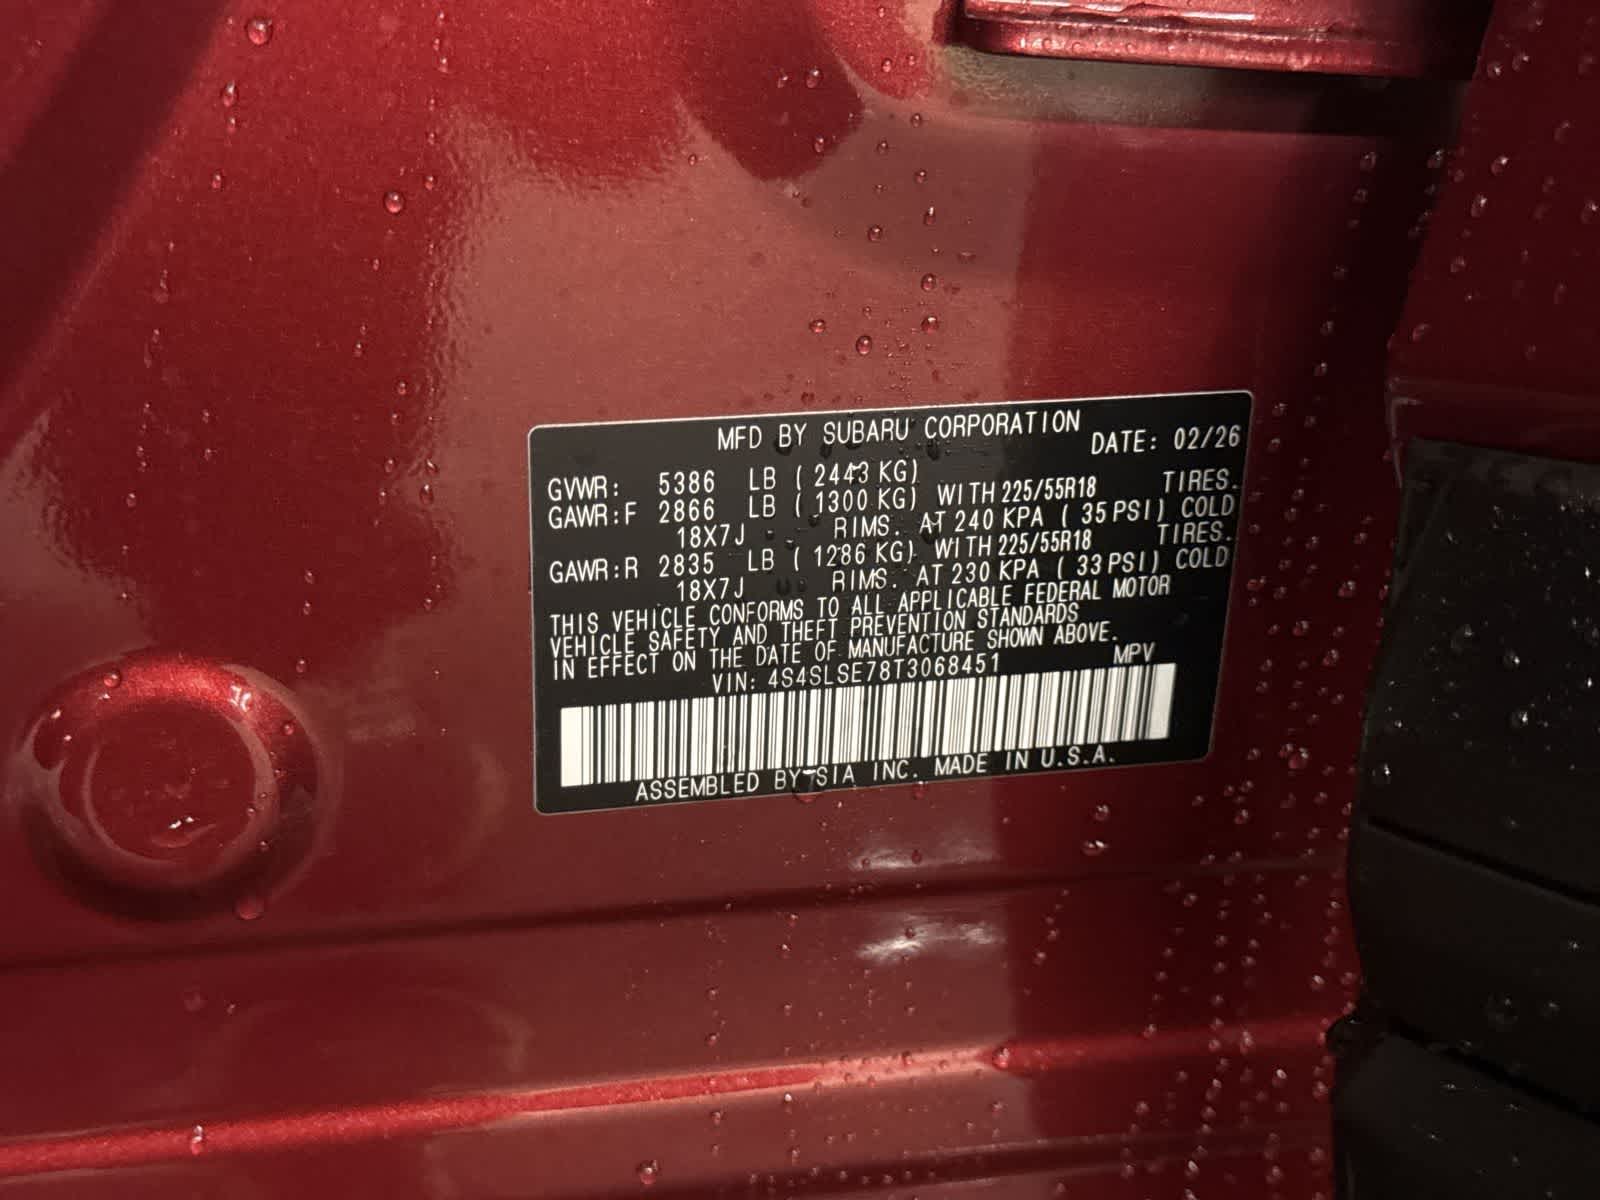 MFD BY SUBARU CORPORATION DATE: 02/26
GVWR: 5386 LB ( 2443 KG)
GAWR:F 2866 LB ( 1300 KG) WITH 225/55R18 TIRES.
18X7J RIMS. AT 240 KPA ( 35 PSI) COLD
GAWR:R 2835 LB ( 1286 KG) WITH 225/55R18 TIRES.
18X7J RIMS. AT 230 KPA ( 33 PSI) COLD
THIS VEHICLE CONFORMS TO ALL APPLICABLE FEDERAL MOTOR
VEHICLE SAFETY AND THEFT PREVENTION STANDARDS
IN EFFECT ON THE DATE OF MANUFACTURE SHOWN ABOVE.
VIN: 4S4SLSE78T3068451 MPV
ASSEMBLED BY SIA INC. MADE IN U.S.A.